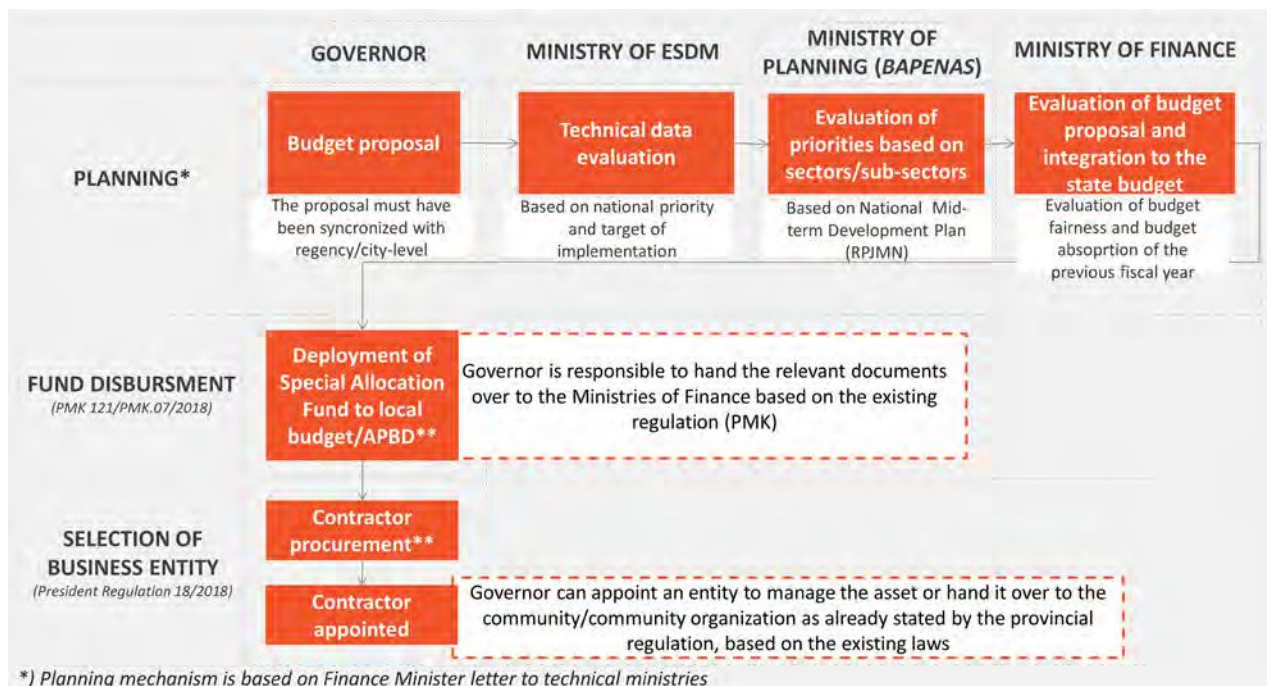 GOVERNOR
MINISTRY OF ESDM
MINISTRY OF
PLANNING (BAPENAS)
MINISTRY OF FINANCE
PLANNING*
Budget proposal
The proposal must have
been syncronized with
regency/city-level
Technical data
evaluation
Based on national priority
and target of
implementation
Evaluation of
priorities based on
sectors/sub-sectors
Based on National Mid-
term Development Plan
(RPJMN)
Evaluation of budget
proposal and
integration to the
state budget
Evaluation of budget
fairness and budget
absoprtion of the
previous fiscal year
FUND DISBURSMENT
(PMK 121/PMK.07/2018)
Deployment of
Special Allocation
Fund to local
budget/APBD**
Governor is responsible to hand the relevant documents
over to the Ministries of Finance based on the existing
regulation (PMK)
SELECTION OF
BUSINESS ENTITY
(President Regulation 18/2018)
Contractor
procurement**
Contractor
appointed
Governor can appoint an entity to manage the asset or hand it over to the
community/community organization as already stated by the provincial
regulation, based on the existing laws
*) Planning mechanism is based on Finance Minister letter to technical ministries